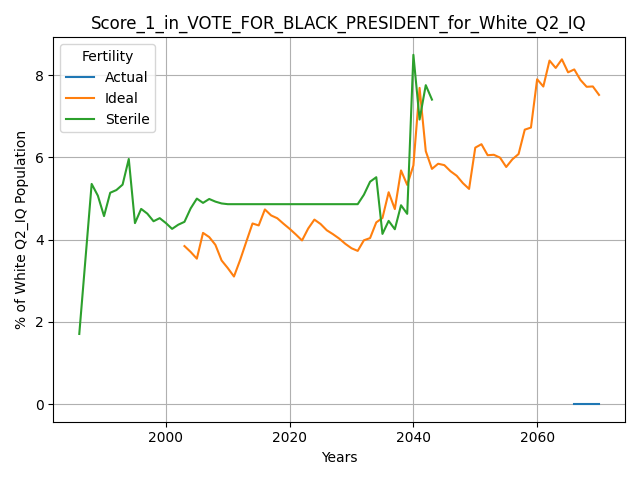 Score_1_in_VOTE_FOR_BLACK_PRESIDENT_for_White_Q2_IQ
Fertility
Actual
Ideal
Sterile
% of White Q2_IQ Population
8
6
4
2
0
2000 2020 2040 2060
Years